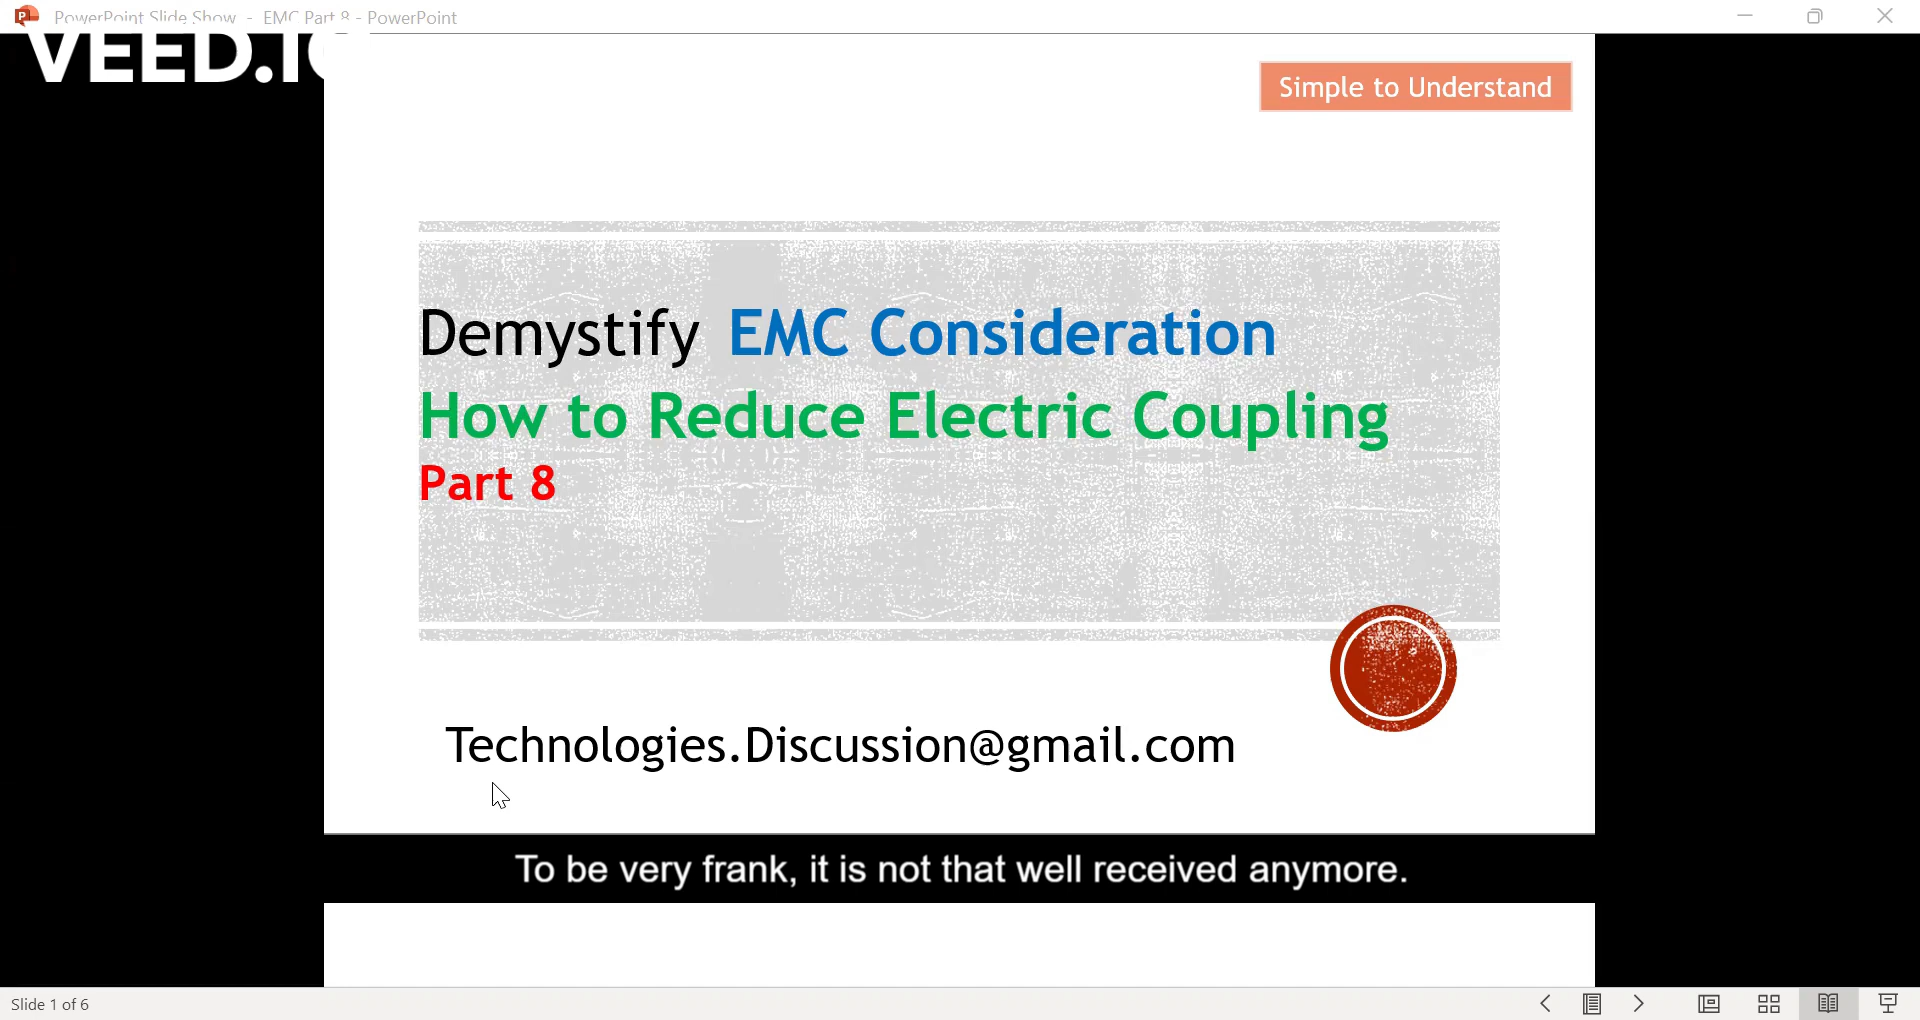 PowerPoint Slide Show - EMC Part 8 - PowerPoint
VEED.IO
Simple to Understand
Demystify EMC Consideration
How to Reduce Electric Coupling
Part 8
Technologies.Discussion@gmail.com
To be very frank, it is not that well received anymore.
Slide 1 of 6